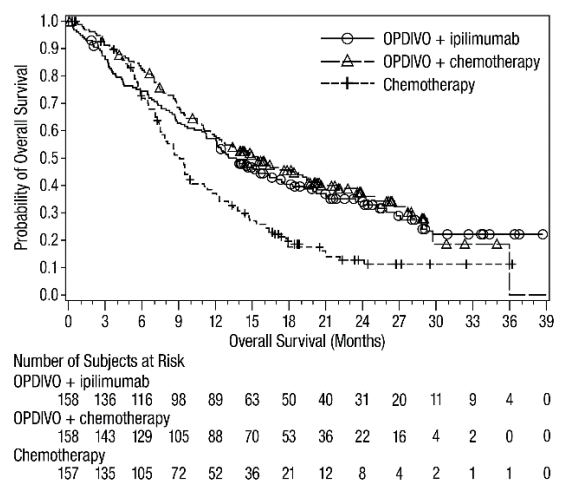 Probability of Overall Survival
1.0
0.9
0.8
0.7
0.6
0.5
0.4
0.3
0.2
0.1
0.0
OPDIVO + ipilimumab
OPDIVO + chemotherapy
Chemotherapy
0 3 6 9 12 15 18 21 24 27 30 33 36 39
Overall Survival (Months)
Number of Subjects at Risk
OPDIVO + ipilimumab
158 136 116 98 89 63 50 40 31 20 11 9 4 0
OPDIVO + chemotherapy
158 143 129 105 88 70 53 36 22 16 4 2 0 0
Chemotherapy
157 135 105 72 52 36 21 12 8 4 2 1 1 0